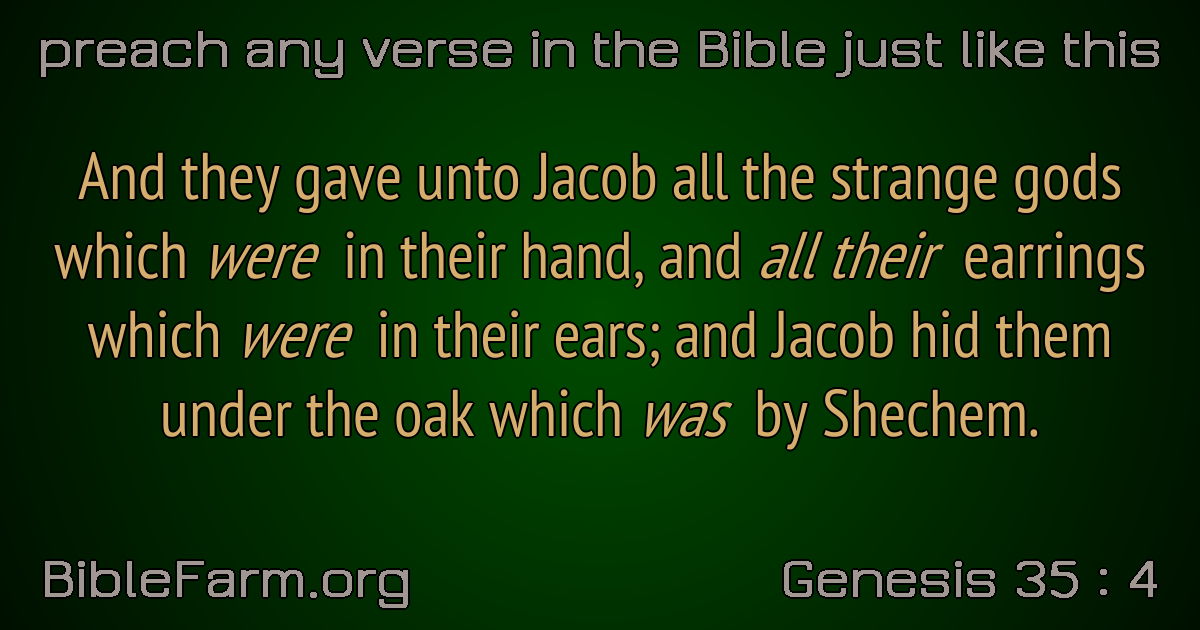 preach any verse in the Bible just like this
And they gave unto Jacob all the strange gods
which were in their hand, and all their earrings
which were in their ears; and Jacob hid them
under the oak which was by Shechem.
BibleFarm.org
Genesis 35 : 4